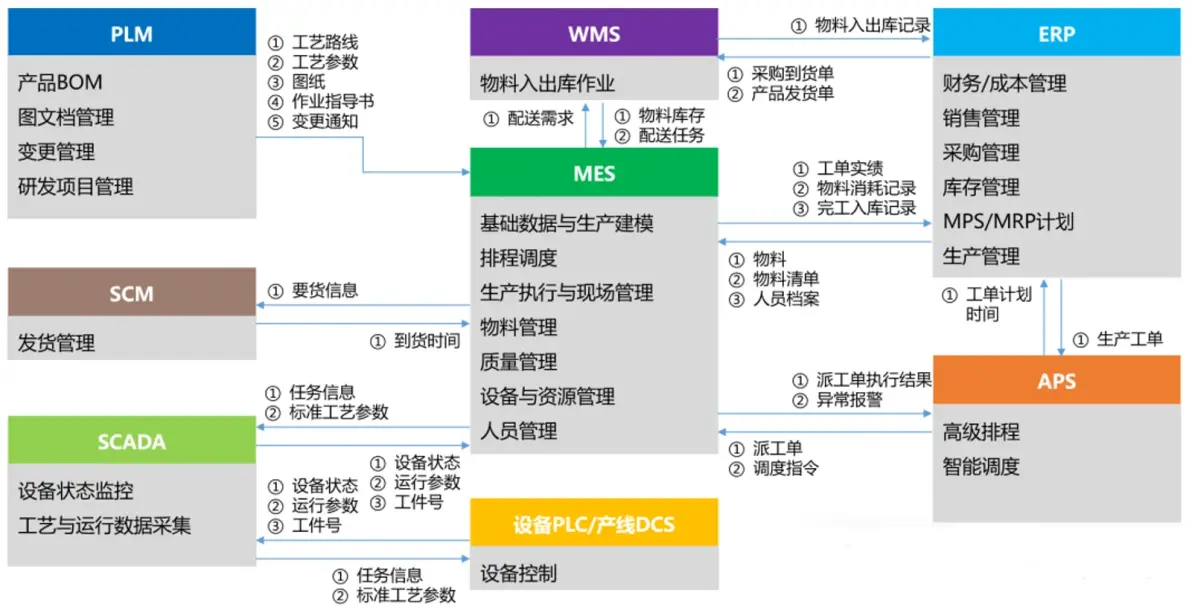 PLM
产品BOM
图文档管理
变更管理
研发项目管理
① 工艺路线
② 工艺参数
③ 图纸
④ 作业指导书
⑤ 变更通知
WMS
物料入出库作业
① 物料入出库记录
① 采购到货单
② 产品发货单
ERP
财务/成本管理
销售管理
采购管理
库存管理
MPS/MRP计划
生产管理
① 配送需求
① 物料库存
② 配送任务
MES
基础数据与生产建模
排程调度
生产执行与现场管理
物料管理
质量管理
设备与资源管理
人员管理
① 工单实绩
② 物料消耗记录
③ 完工入库记录
① 物料
② 物料清单
③ 人员档案
SCM
发货管理
① 要货信息
① 到货时间
① 工单计划
时间
① 生产工单
APS
高级排程
智能调度
① 派工单执行结果
② 异常报警
① 派工单
② 调度指令
SCADA
设备状态监控
工艺与运行数据采集
① 任务信息
② 标准工艺参数
① 设备状态
② 运行参数
③ 工件号
① 设备状态
② 运行参数
③ 工件号
设备PLC/产线DCS
设备控制
① 任务信息
② 标准工艺参数